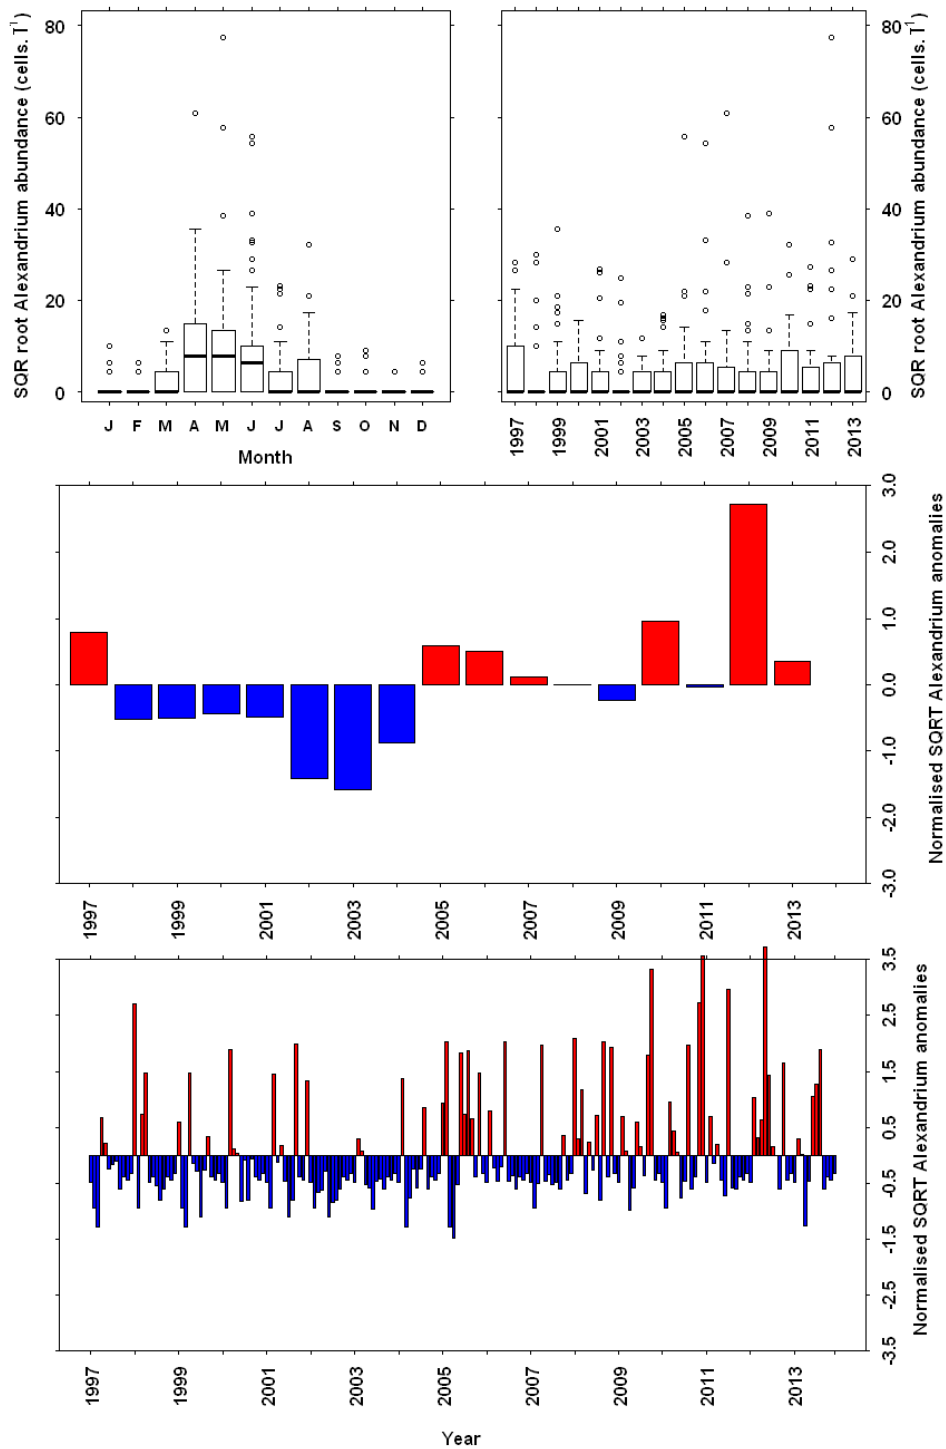 SQR root Alexandrium abundance (cells. l¯¹)
80
60
40
20
0
J F M A M J J A S O N D
Month
80
60
40
20
0
SQR root Alexandrium abundance (cells. l¯¹)
1997 1999 2001 2003 2005 2007 2009 2011 2013
3.0
2.0
1.0
0.0
-1.0
-2.0
-3.0
Normalised SQRT Alexandrium anomalies
1997 1999 2001 2003 2005 2007 2009 2011 2013
3.5
2.5
1.5
0.5
-0.5
-1.5
-2.5
-3.5
Normalised SQRT Alexandrium anomalies
1997 1999 2001 2003 2005 2007 2009 2011 2013
Year